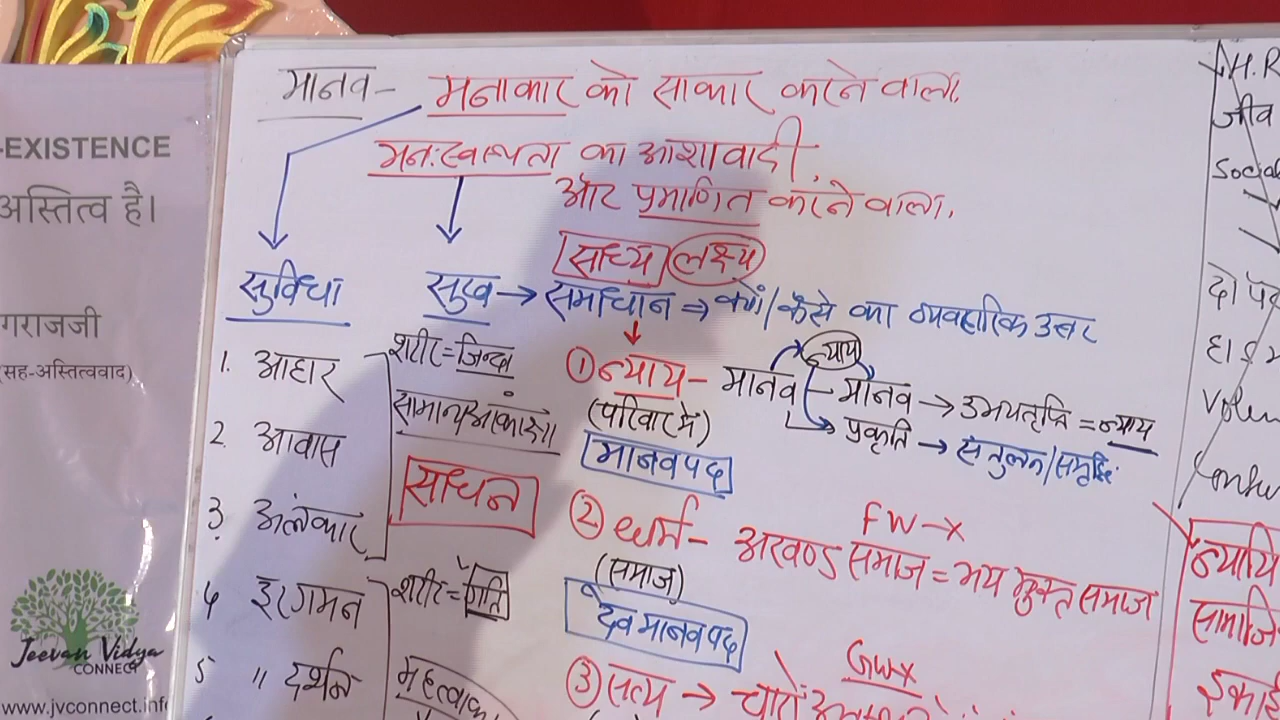 -EXISTENCE
अस्तित्व है।
गराजजी
(सह-अस्तित्ववाद)
Jeevan Vidya
CONNECT
www.jvconnect.info
मानव - मनाकार को साकार करने वाला,
मनःस्वस्थता का आशावादी,
और प्रमाणित करने वाला,
साध्य लक्ष्य
सुविधा सुख → समाधान ⇒ क्यों/कैसे का व्यवहारिक उत्तर
1. आहार
2. आवास
3. अलंकार
4 दूरगमन
5 " दर्शन
शरीर = जिन्दा
सामान्य आकांक्षा
साधन
शरीर = गति
① न्याय - मानव - मानव → उभयतृप्ति = न्याय
न्याय
(परिवार में) प्रकृति → संतुलन/समृद्धि
मानव पद
FW-X
② धर्म - अखण्ड समाज = भय मुक्त समाज
(समाज)
देव मानव पद
GW-X
③ सत्य → चारों
H.R
जीव
Social